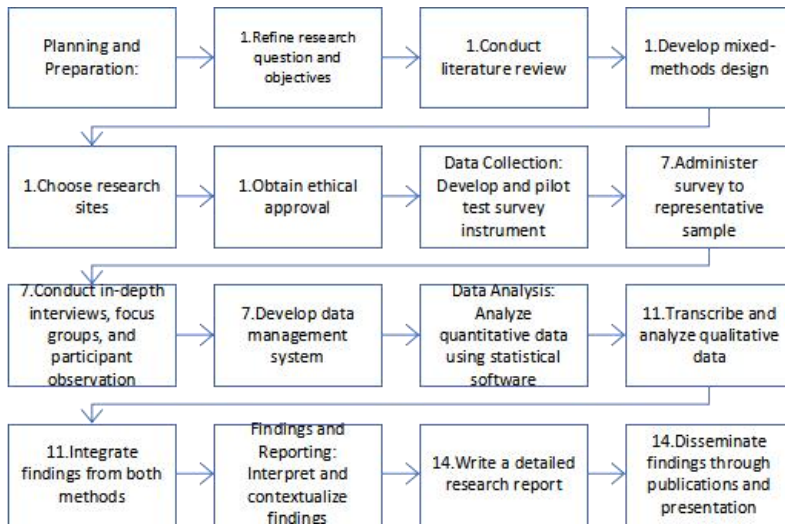 Planning and
Preparation:
1.Refine research
question and
objectives
1.Conduct
literature review
1.Develop mixed-
methods design
1.Choose research
sites
1.Obtain ethical
approval
Data Collection:
Develop and pilot
test survey
instrument
7.Administer
survey to
representative
sample
7.Conduct in-depth
interviews, focus
groups, and
participant
observation
7.Develop data
management
system
Data Analysis:
Analyze
quantitative data
using statistical
software
11.Transcribe and
analyze qualitative
data
11.Integrate
findings from both
methods
Findings and
Reporting:
Interpret and
contextualize
findings
14.Write a detailed
research report
14.Disseminate
findings through
publications and
presentation